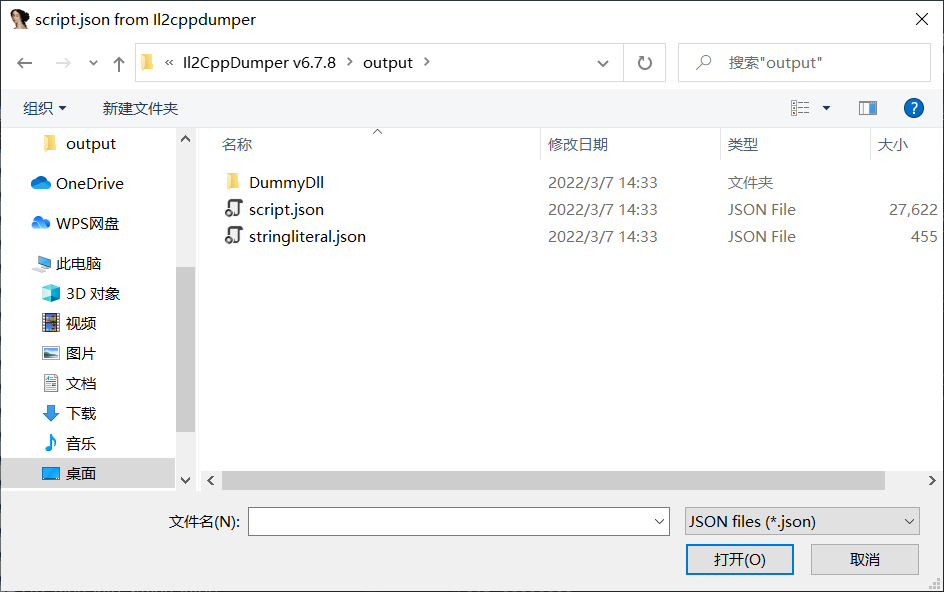 script.json from Il2cppdumper
« Il2CppDumper v6.7.8 > output >
搜索"output"
组织
新建文件夹
?
名称 修改日期 类型 大小
output
OneDrive
WPS网盘
此电脑
3D 对象
视频
图片
文档
下载
音乐
桌面
DummyDll 2022/3/7 14:33 文件夹
script.json 2022/3/7 14:33 JSON File 27,622
stringliteral.json 2022/3/7 14:33 JSON File 455
文件名(N):
JSON files (*.json)
打开(O)
取消